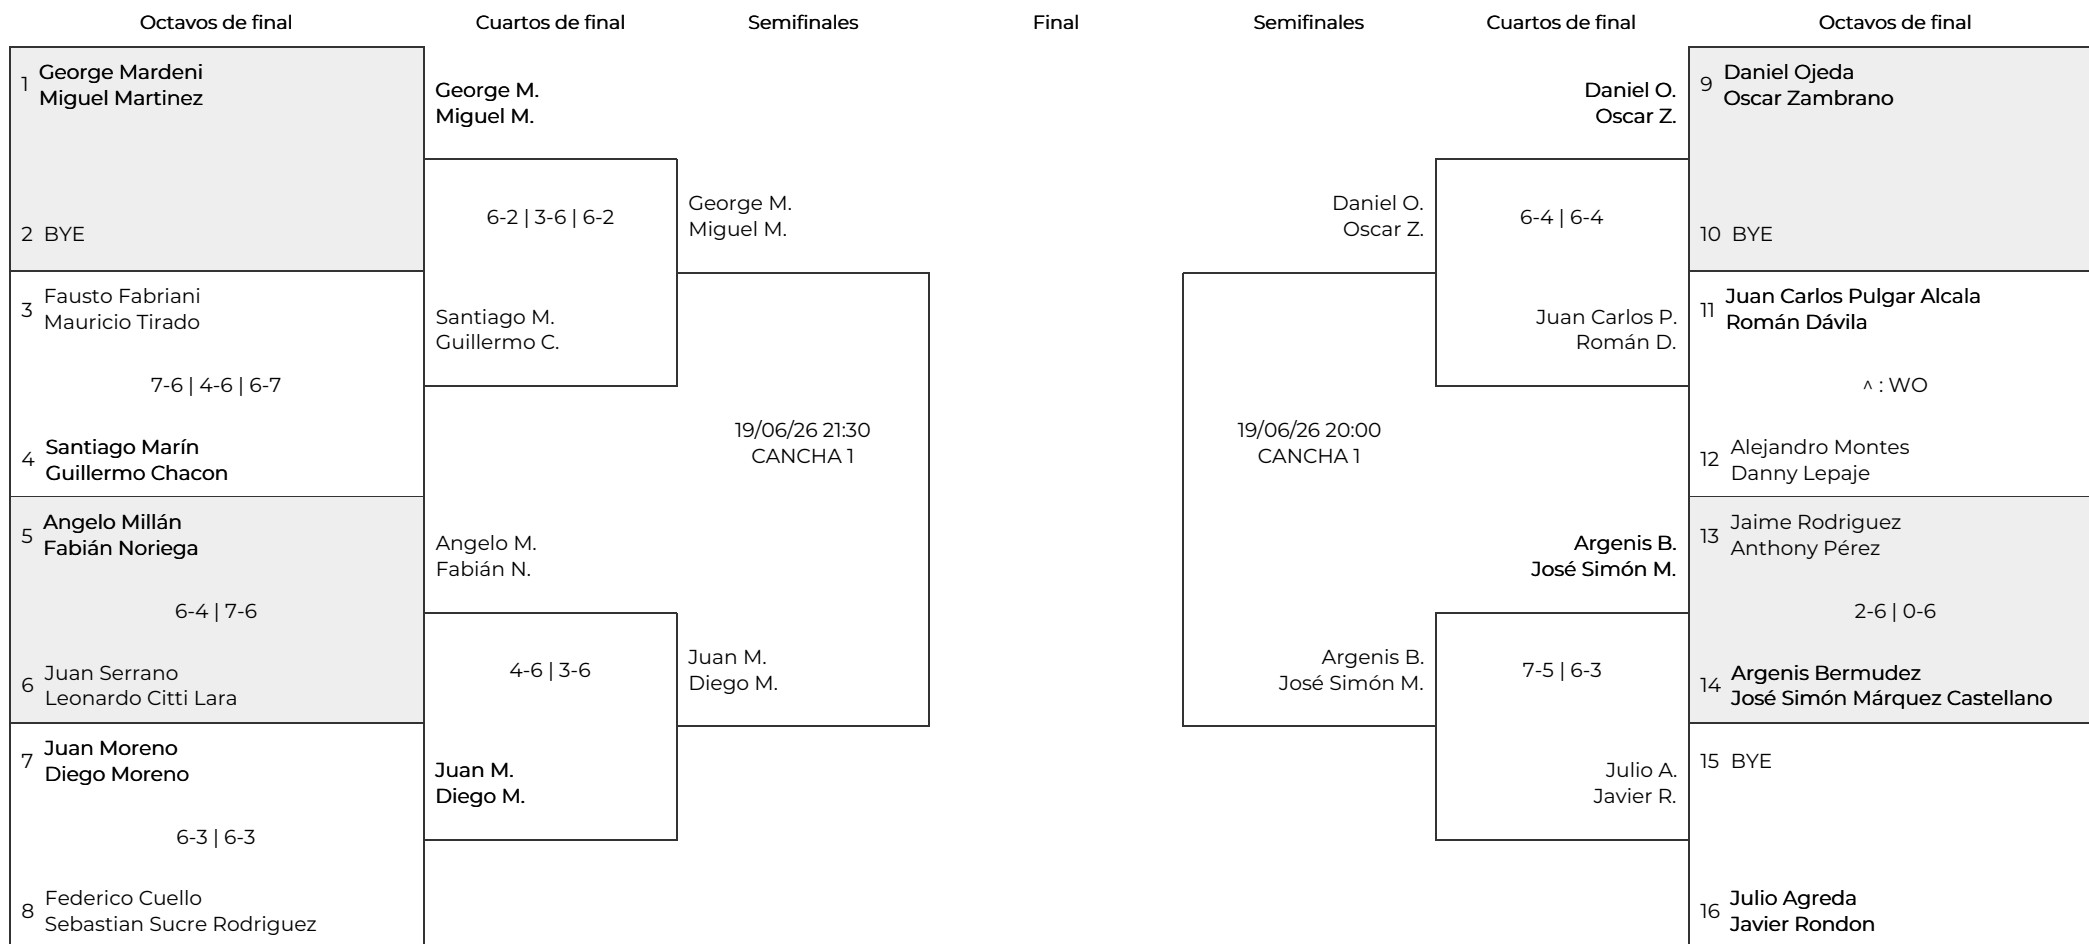 Octavos de final
Cuartos de final
Semifinales
Final
Semifinales
Cuartos de final
Octavos de final
1
George Mardeni
Miguel Martinez
2 BYE
3
Fausto Fabriani
Mauricio Tirado
7-6 | 4-6 | 6-7
4
Santiago Marín
Guillermo Chacon
5
Angelo Millán
Fabián Noriega
6-4 | 7-6
6
Juan Serrano
Leonardo Citti Lara
7
Juan Moreno
Diego Moreno
6-3 | 6-3
8
Federico Cuello
Sebastian Sucre Rodriguez
George M.
Miguel M.
6-2 | 3-6 | 6-2
Santiago M.
Guillermo C.
Angelo M.
Fabián N.
4-6 | 3-6
Juan M.
Diego M.
George M.
Miguel M.
19/06/26 21:30
CANCHA 1
Juan M.
Diego M.
Daniel O.
Oscar Z.
19/06/26 20:00
CANCHA 1
Argenis B.
José Simón M.
Daniel O.
Oscar Z.
6-4 | 6-4
Juan Carlos P.
Román D.
Argenis B.
José Simón M.
7-5 | 6-3
Julio A.
Javier R.
9
Daniel Ojeda
Oscar Zambrano
10 BYE
11
Juan Carlos Pulgar Alcala
Román Dávila
^ : WO
12
Alejandro Montes
Danny Lepaje
13
Jaime Rodriguez
Anthony Pérez
2-6 | 0-6
14
Argenis Bermudez
José Simón Márquez Castellano
15 BYE
16
Julio Agreda
Javier Rondon